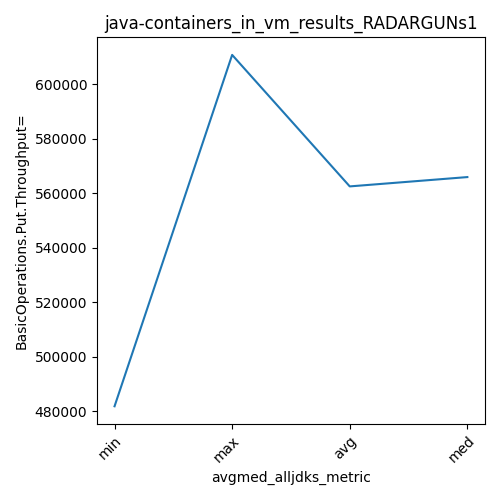 java-containers_in_vm_results_RADARGUNs1
BasicOperations.Put.Throughput=
600000
580000
560000
540000
520000
500000
480000
min
max
avg
med
avgmed_alljdks_metric